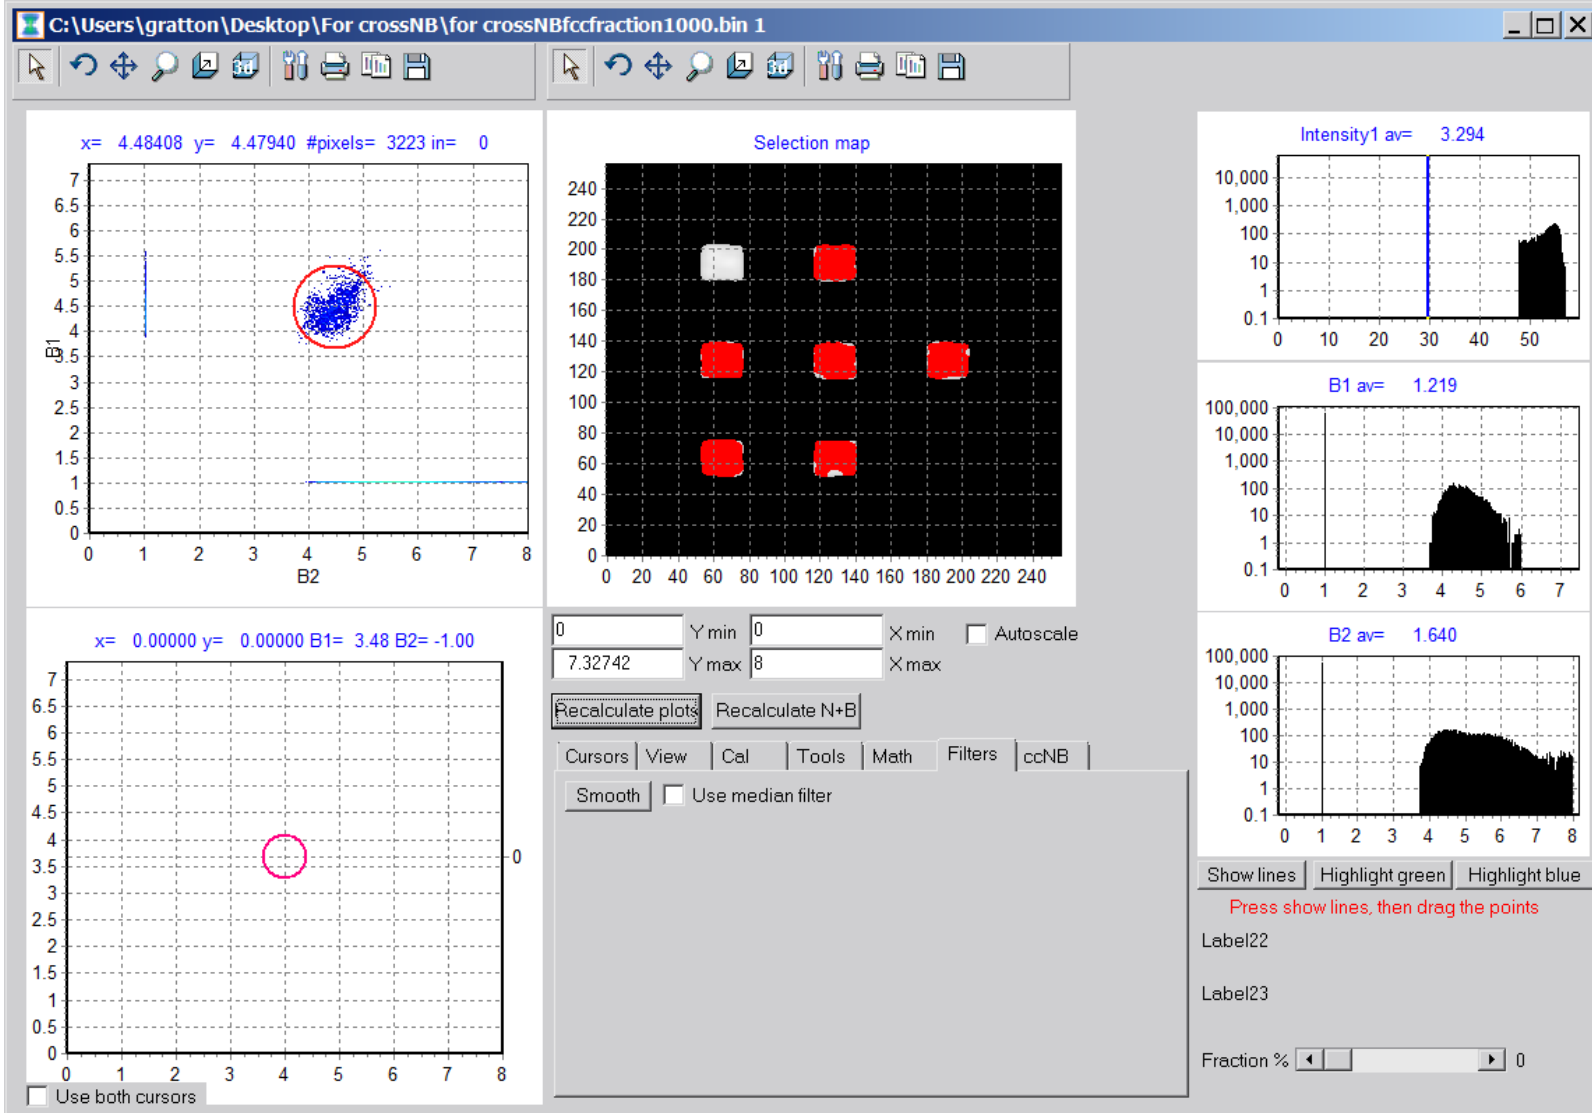 C:\Users\gratton\Desktop\For crossNB\for crossNBfccfraction1000.bin 1
x= 4.48408 y= 4.47940 #pixels= 3223 in= 0
7
6.5
6
5.5
5
4.5
4
3.5
3
2.5
2
1.5
1
0.5
0
B1
0 1 2 3 4 5 6 7 8
B2
Selection map
240
220
200
180
160
140
120
100
80
60
40
20
0
0 20 40 60 80 100 120 140 160 180 200 220 240
Intensity1 av= 3.294
10,000
1,000
100
10
1
0.1
0 10 20 30 40 50
B1 av= 1.219
100,000
10,000
1,000
100
10
1
0.1
0 1 2 3 4 5 6 7
B2 av= 1.640
100,000
10,000
1,000
100
10
1
0.1
0 1 2 3 4 5 6 7 8
x= 0.00000 y= 0.00000 B1= 3.48 B2= -1.00
7
6.5
6
5.5
5
4.5
4
3.5
3
2.5
2
1.5
1
0.5
0
0
0 1 2 3 4 5 6 7 8
Use both cursors
0 Y min 0 X min Autoscale
7.32742 Y max 8 X max
Recalculate plots Recalculate N+B
Cursors View Cal Tools Math Filters ccNB
Smooth Use median filter
Show lines Highlight green Highlight blue
Press show lines, then drag the points
Label22
Label23
Fraction % 0